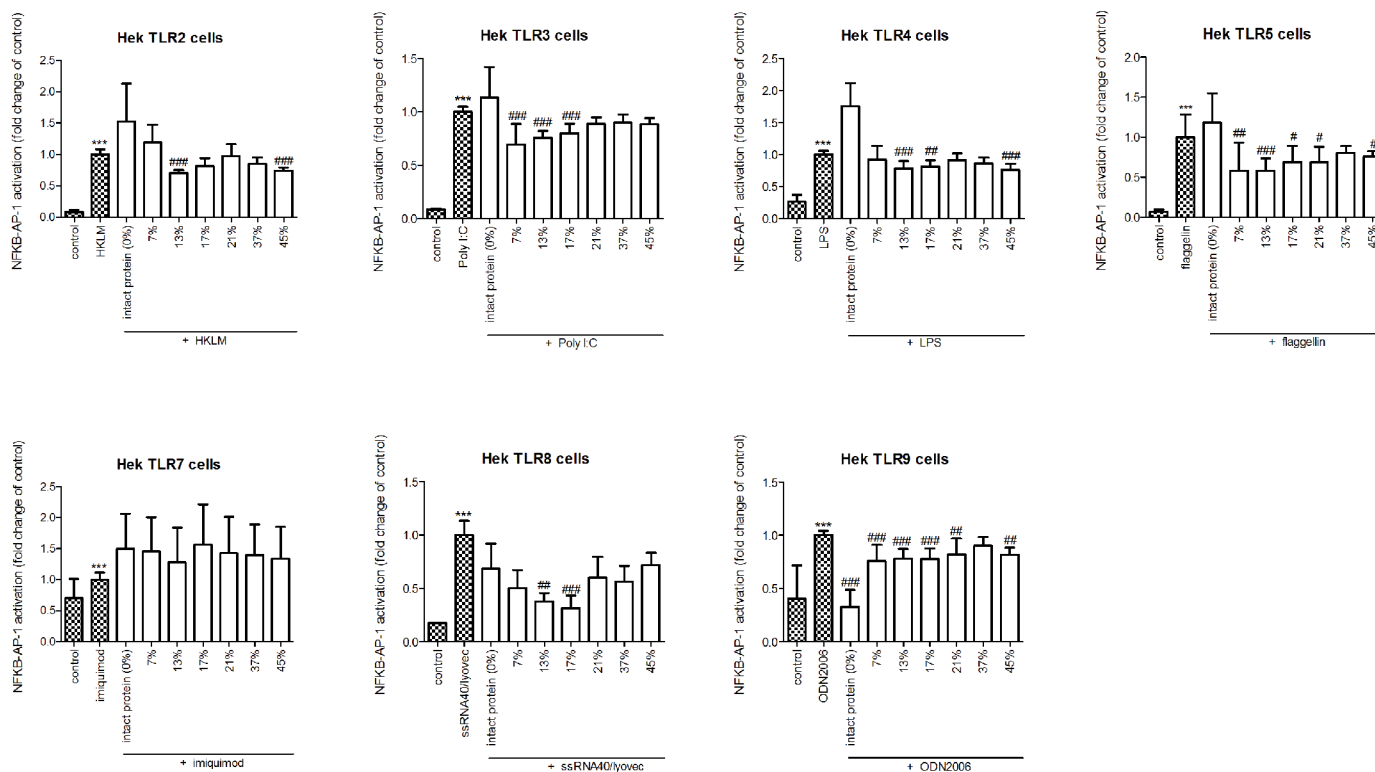 Hek TLR2 cells
NFKB-AP-1 activation (fold change of control)
2.5
2.0
1.5
1.0
0.5
0.0
***
###
###
control
HKLM
intact protein (0%)
7%
13%
17%
21%
37%
45%
+ HKLM
Hek TLR3 cells
NFKB-AP-1 activation (fold change of control)
1.5
1.0
0.5
0.0
***
###
###
###
control
Poly I:C
intact protein (0%)
7%
13%
17%
21%
37%
45%
+ Poly I:C
Hek TLR4 cells
NFKB-AP-1 activation (fold change of control)
2.5
2.0
1.5
1.0
0.5
0.0
***
###
##
###
control
LPS
intact protein (0%)
7%
13%
17%
21%
37%
45%
+ LPS
Hek TLR5 cells
NFKB-AP-1 activation (fold change of control)
2.0
1.5
1.0
0.5
0.0
***
##
###
#
#
control
flaggelin
intact protein (0%)
7%
13%
17%
21%
37%
45%
+ flaggellin
Hek TLR7 cells
NFKB-AP-1 activation (fold change of control)
2.5
2.0
1.5
1.0
0.5
0.0
***
control
imiquimod
intact protein (0%)
7%
13%
17%
21%
37%
45%
+ imiquimod
Hek TLR8 cells
NFKB-AP-1 activation (fold change of control)
1.5
1.0
0.5
0.0
***
##
###
control
ssRNA40/lyovec
intact protein (0%)
7%
13%
17%
21%
37%
45%
+ ssRNA40/lyovec
Hek TLR9 cells
NFKB-AP-1 activation (fold change of control)
1.5
1.0
0.5
0.0
***
###
###
###
###
##
##
control
ODN2006
intact protein (0%)
7%
13%
17%
21%
37%
45%
+ ODN2006